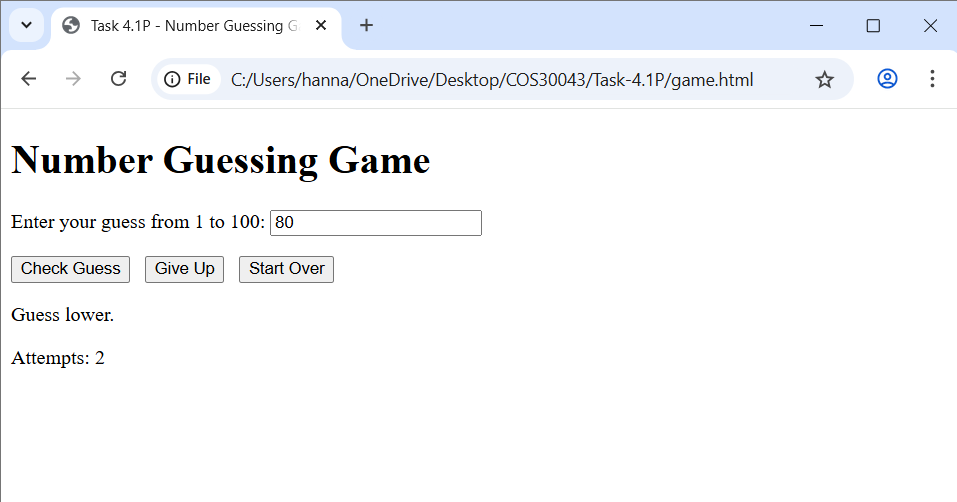 Task 4.1P - Number Guessing G
File
C:/Users/hanna/OneDrive/Desktop/COS30043/Task-4.1P/game.html
Number Guessing Game
Enter your guess from 1 to 100: 80
Check Guess Give Up Start Over
Guess lower.
Attempts: 2